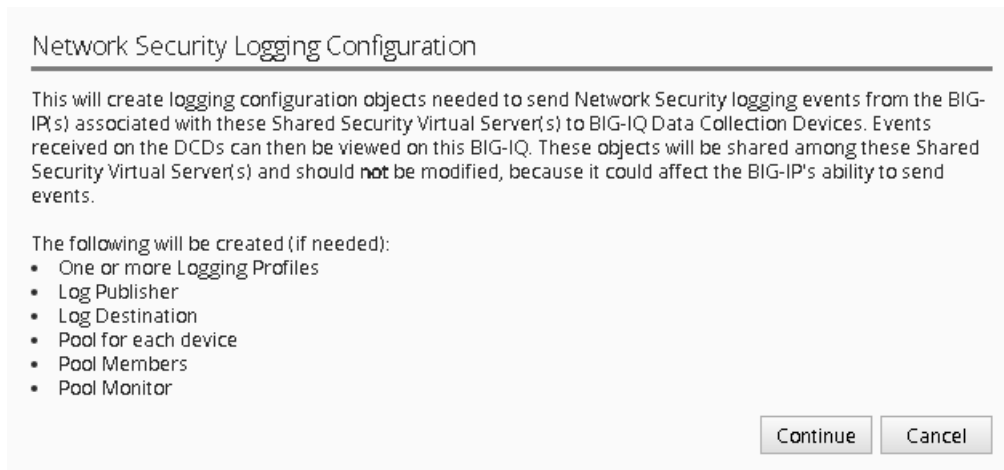 Network Security Logging Configuration
This will create logging configuration objects needed to send Network Security logging events from the BIG-
IP(s) associated with these Shared Security Virtual Server(s) to BIG-IQ Data Collection Devices. Events
received on the DCDs can then be viewed on this BIG-IQ. These objects will be shared among these Shared
Security Virtual Server(s) and should not be modified, because it could affect the BIG-IP's ability to send
events.
The following will be created (if needed):
• One or more Logging Profiles
• Log Publisher
• Log Destination
• Pool for each device
• Pool Members
• Pool Monitor
Continue Cancel